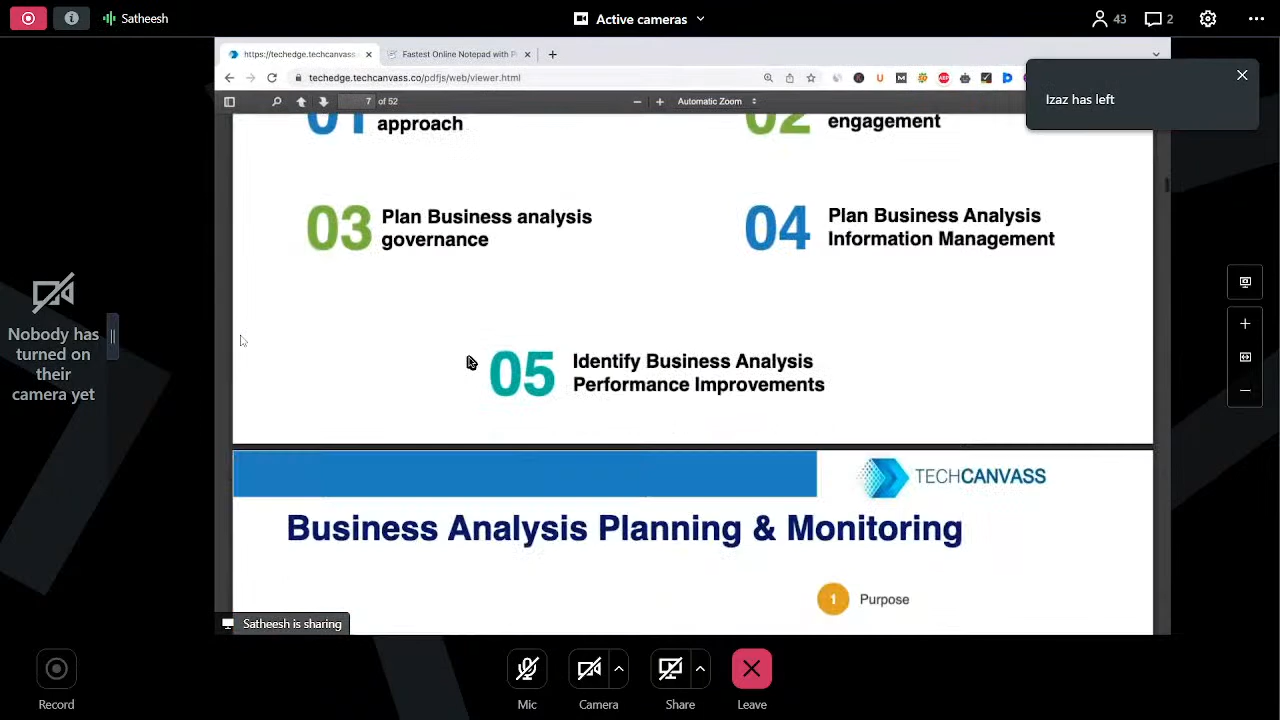 Satheesh
Active cameras
43
2
https://techedge.techcanvass
Fastest Online Notepad with P
techedge.techcanvass.co/pdfjs/web/viewer.html
7 of 52
Automatic Zoom
Izaz has left
01 approach
02 engagement
03 Plan Business analysis
governance
04 Plan Business Analysis
Information Management
Nobody has
turned on
their
camera yet
05 Identify Business Analysis
Performance Improvements
TECHCANVASS
Business Analysis Planning & Monitoring
1 Purpose
Satheesh is sharing
Record
Mic
Camera
Share
Leave